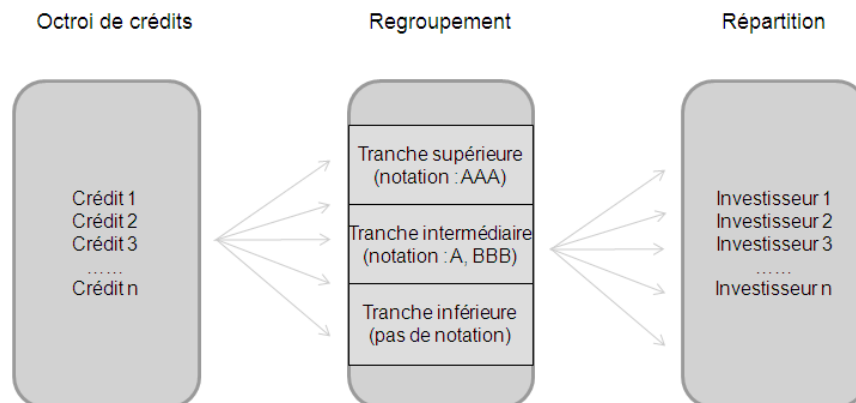 Octroi de crédits
Regroupement
Répartition
Crédit 1
Crédit 2
Crédit 3
......
Crédit n
Tranche supérieure
(notation : AAA)
Tranche intermédiaire
(notation : A, BBB)
Tranche inférieure
(pas de notation)
Investisseur 1
Investisseur 2
Investisseur 3
......
Investisseur n